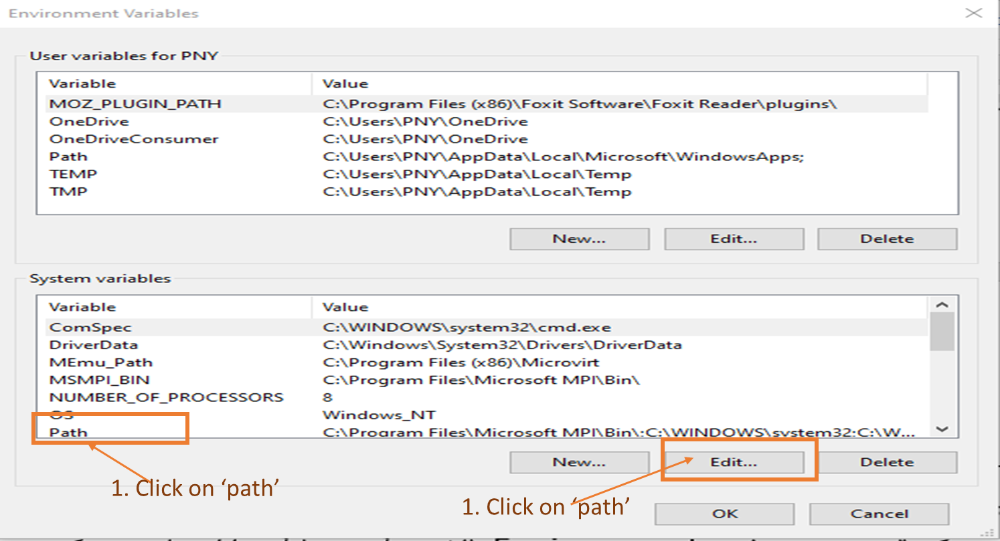 Environment Variables
User variables for PNY
Variable Value
MOZ_PLUGIN_PATH C:\Program Files (x86)\Foxit Software\Foxit Reader\plugins\
OneDrive C:\Users\PNY\OneDrive
OneDriveConsumer C:\Users\PNY\OneDrive
Path C:\Users\PNY\AppData\Local\Microsoft\WindowsApps;
TEMP C:\Users\PNY\AppData\Local\Temp
TMP C:\Users\PNY\AppData\Local\Temp
New... Edit... Delete
System variables
Variable Value
ComSpec C:\WINDOWS\system32\cmd.exe
DriverData C:\Windows\System32\Drivers\DriverData
MEmu_Path C:\Program Files (x86)\Microvirt
MSMPI_BIN C:\Program Files\Microsoft MPI\Bin\
NUMBER_OF_PROCESSORS 8
OS Windows_NT
Path C:\Program Files\Microsoft MPI\Bin\;C:\WINDOWS\system32;C:\W...
New... Edit... Delete
1. Click on ‘path’
1. Click on ‘path’
OK Cancel